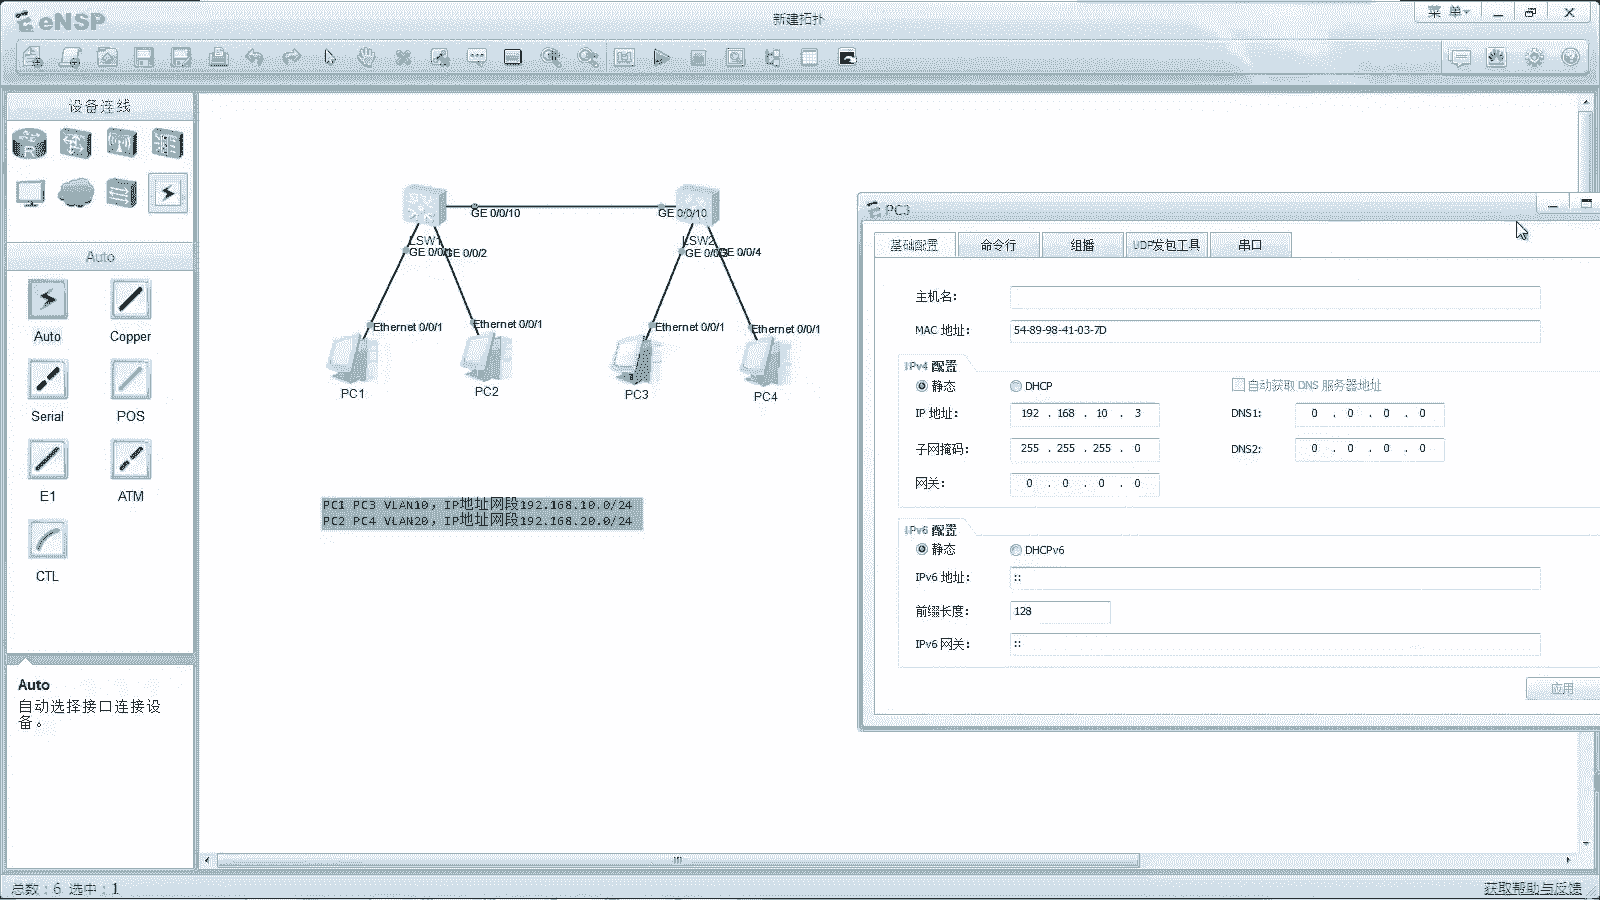 eNSP
新建拓扑
菜 单
设备连线
Auto
Auto
Copper
Serial
POS
E1
ATM
CTL
Auto
自动选择接口连接设
备。
GE 0/0/10
GE 0/0/10
LSW1
LSW2
GE 0/0/2
GE 0/0/4
Ethernet 0/0/1
Ethernet 0/0/1
Ethernet 0/0/1
Ethernet 0/0/1
PC1
PC2
PC3
PC4
PC1 PC3 VLAN10，IP地址网段192.168.10.0/24
PC2 PC4 VLAN20，IP地址网段192.168.20.0/24
PC3
基础配置
命令行
组播
UDP发包工具
串口
主机名：
MAC 地址： 54-89-98-41-03-7D
IPv4 配置
静态 DHCP 自动获取 DNS 服务器地址
IP 地址： 192 . 168 . 10 . 3 DNS1: 0 . 0 . 0 . 0
子网掩码： 255 . 255 . 255 . 0 DNS2: 0 . 0 . 0 . 0
网关： 0 . 0 . 0 . 0
IPv6 配置
静态 DHCPv6
IPv6 地址： ::
前缀长度： 128
IPv6 网关： ::
应用
总数：6 选中：1
获取帮助与反馈